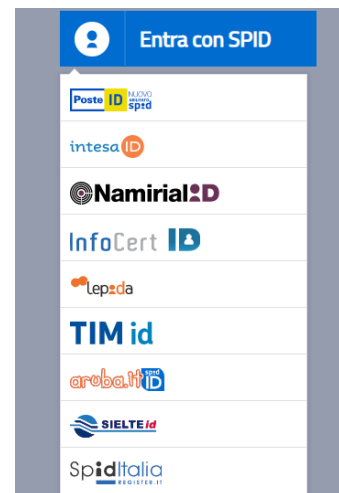 Entra con SPID
Poste ID NUOVO
spid
intesa ID
Namirial ID
InfoCert ID
Lepida
TIM id
aruba.it spid ID
SIELTE id
SpidItalia
REGISTER.IT